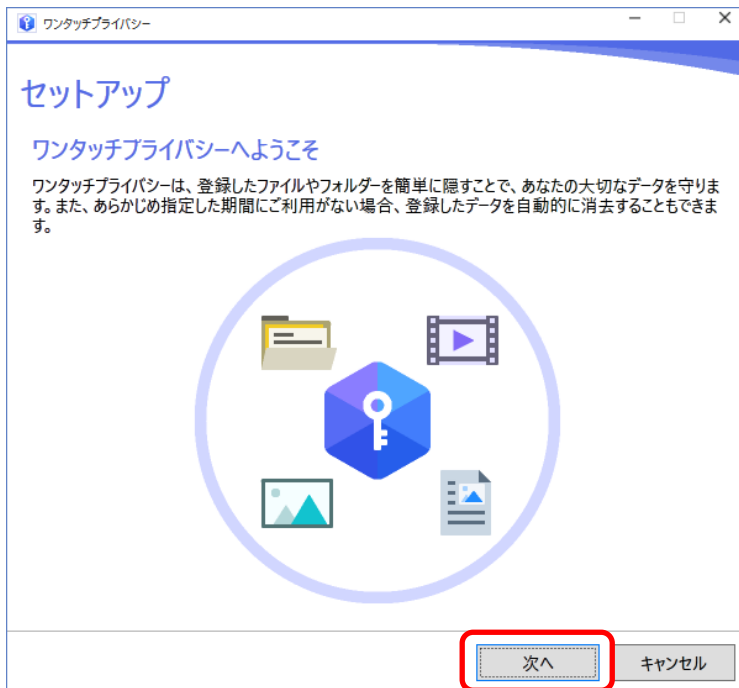 ワンタッチプライバシー
セットアップ
ワンタッチプライバシーへようこそ
ワンタッチプライバシーは、登録したファイルやフォルダーを簡単に隠すことで、あなたの大切なデータを守りま
す。また、あらかじめ指定した期間にご利用がない場合、登録したデータを自動的に消去することもできま
す。
次へ
キャンセル